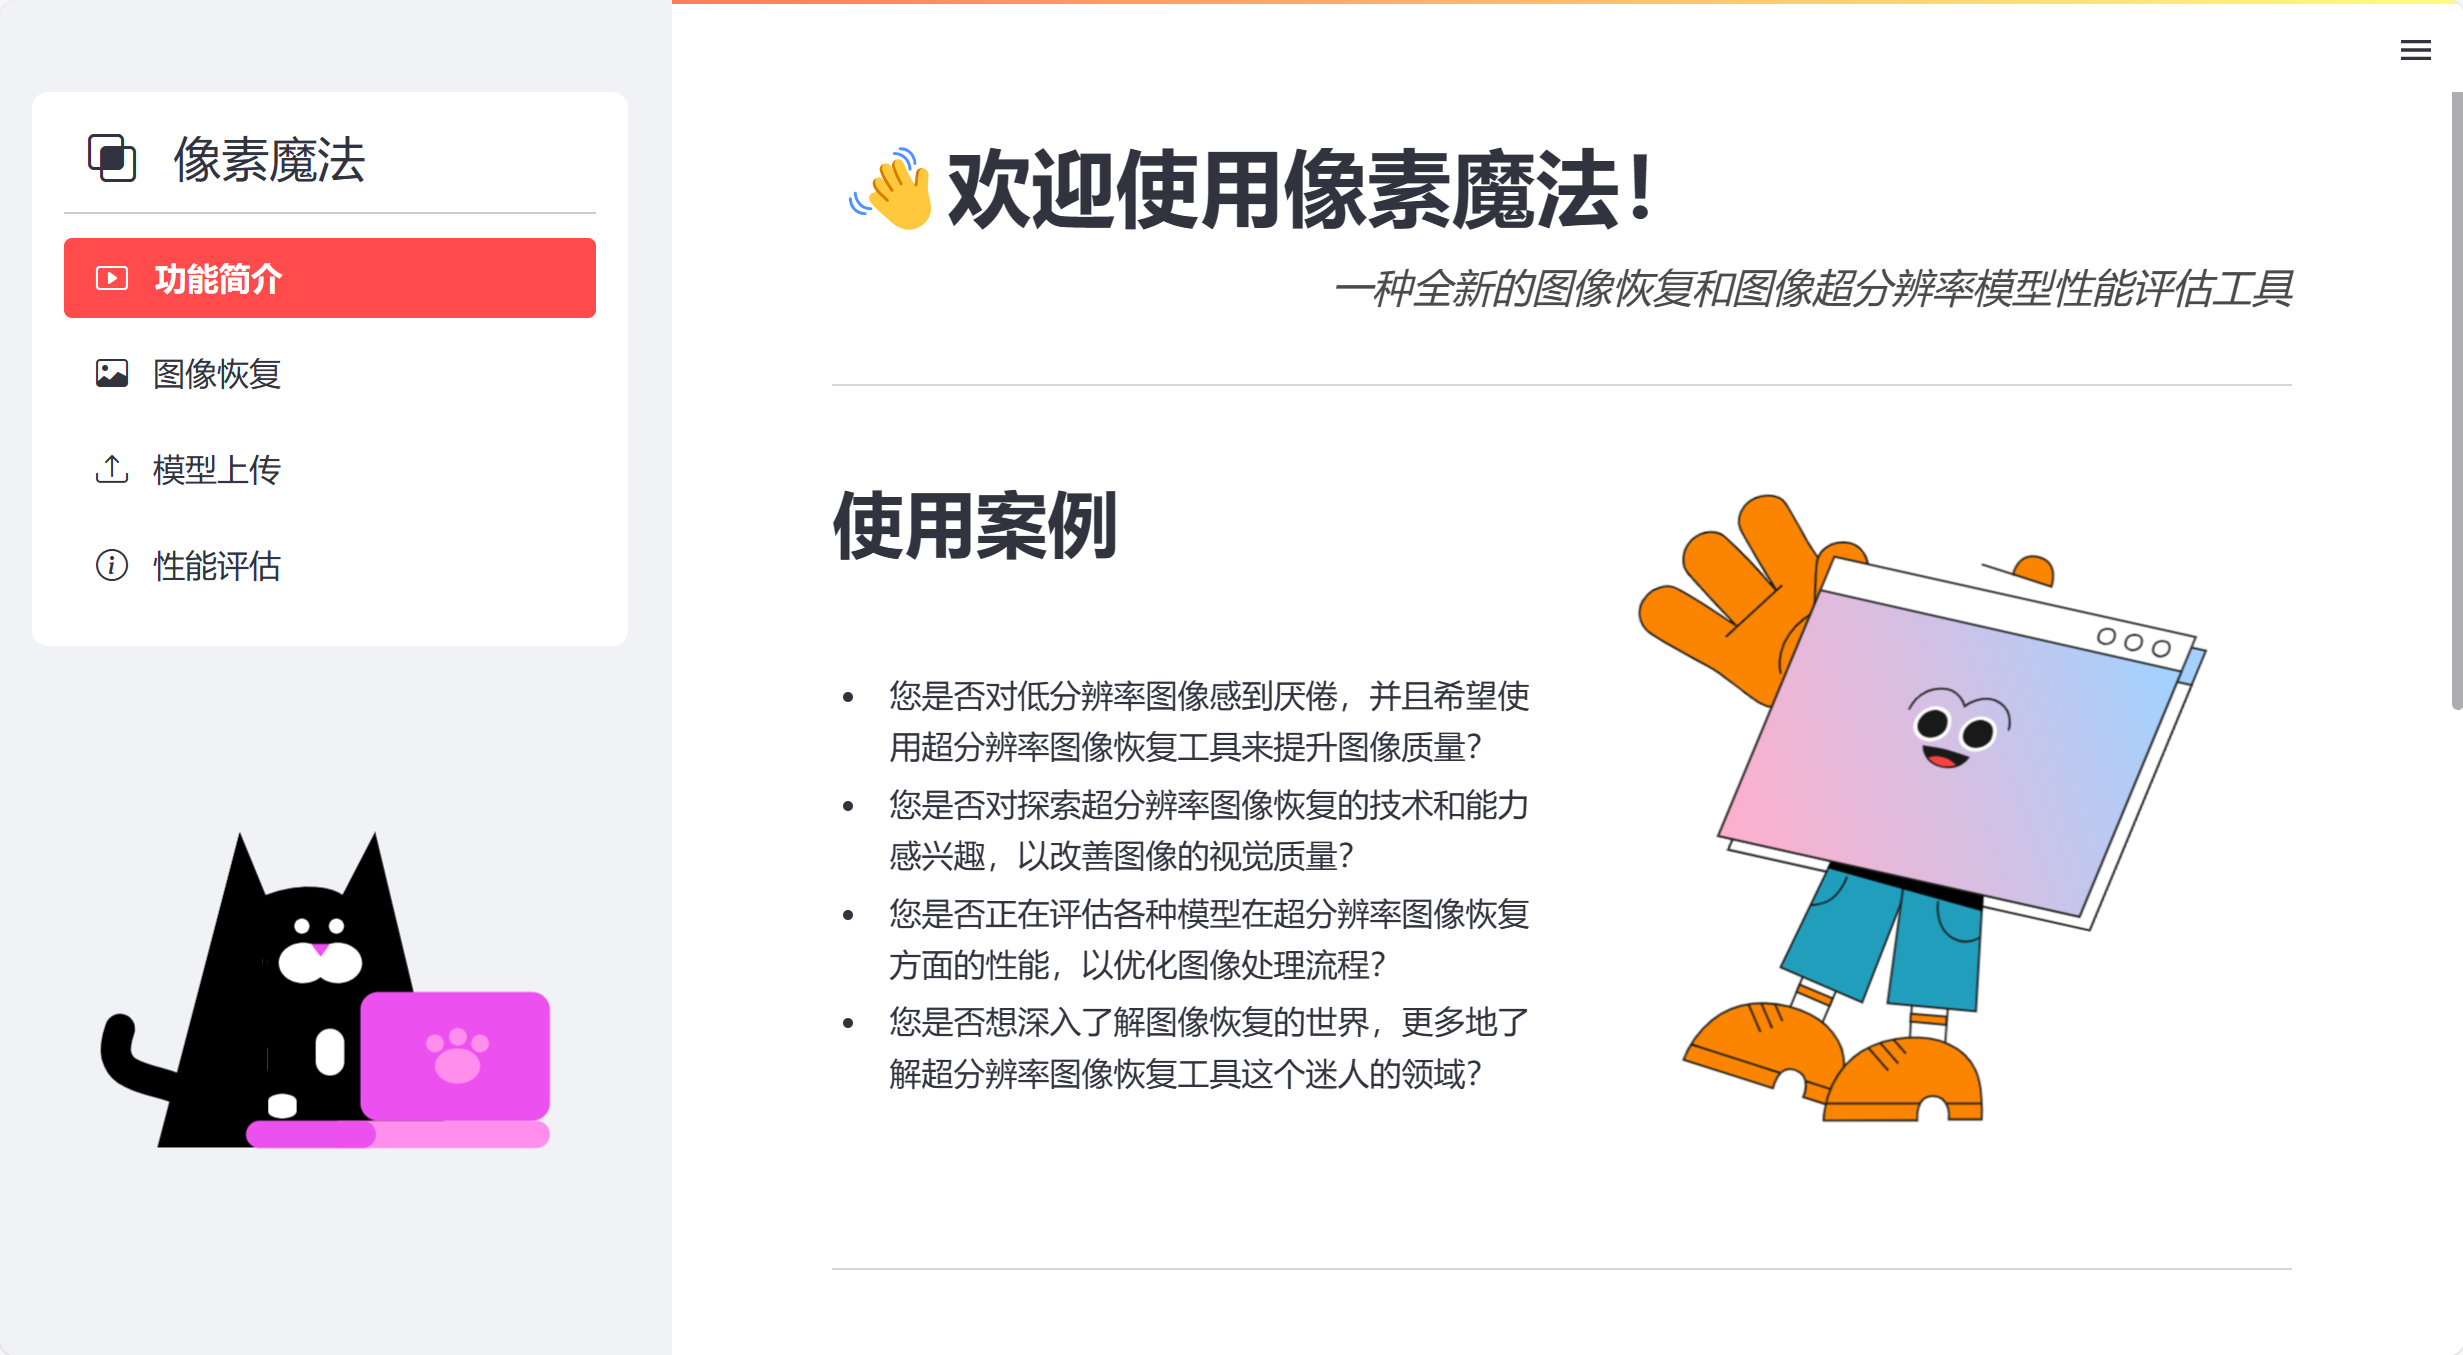 像素魔法
功能简介
图像恢复
模型上传
性能评估
👋欢迎使用像素魔法！
一种全新的图像恢复和图像超分辨率模型性能评估工具
使用案例
您是否对低分辨率图像感到厌倦，并且希望使
用超分辨率图像恢复工具来提升图像质量？
您是否对探索超分辨率图像恢复的技术和能力
感兴趣，以改善图像的视觉质量？
您是否正在评估各种模型在超分辨率图像恢复
方面的性能，以优化图像处理流程？
您是否想深入了解图像恢复的世界，更多地了
解超分辨率图像恢复工具这个迷人的领域？